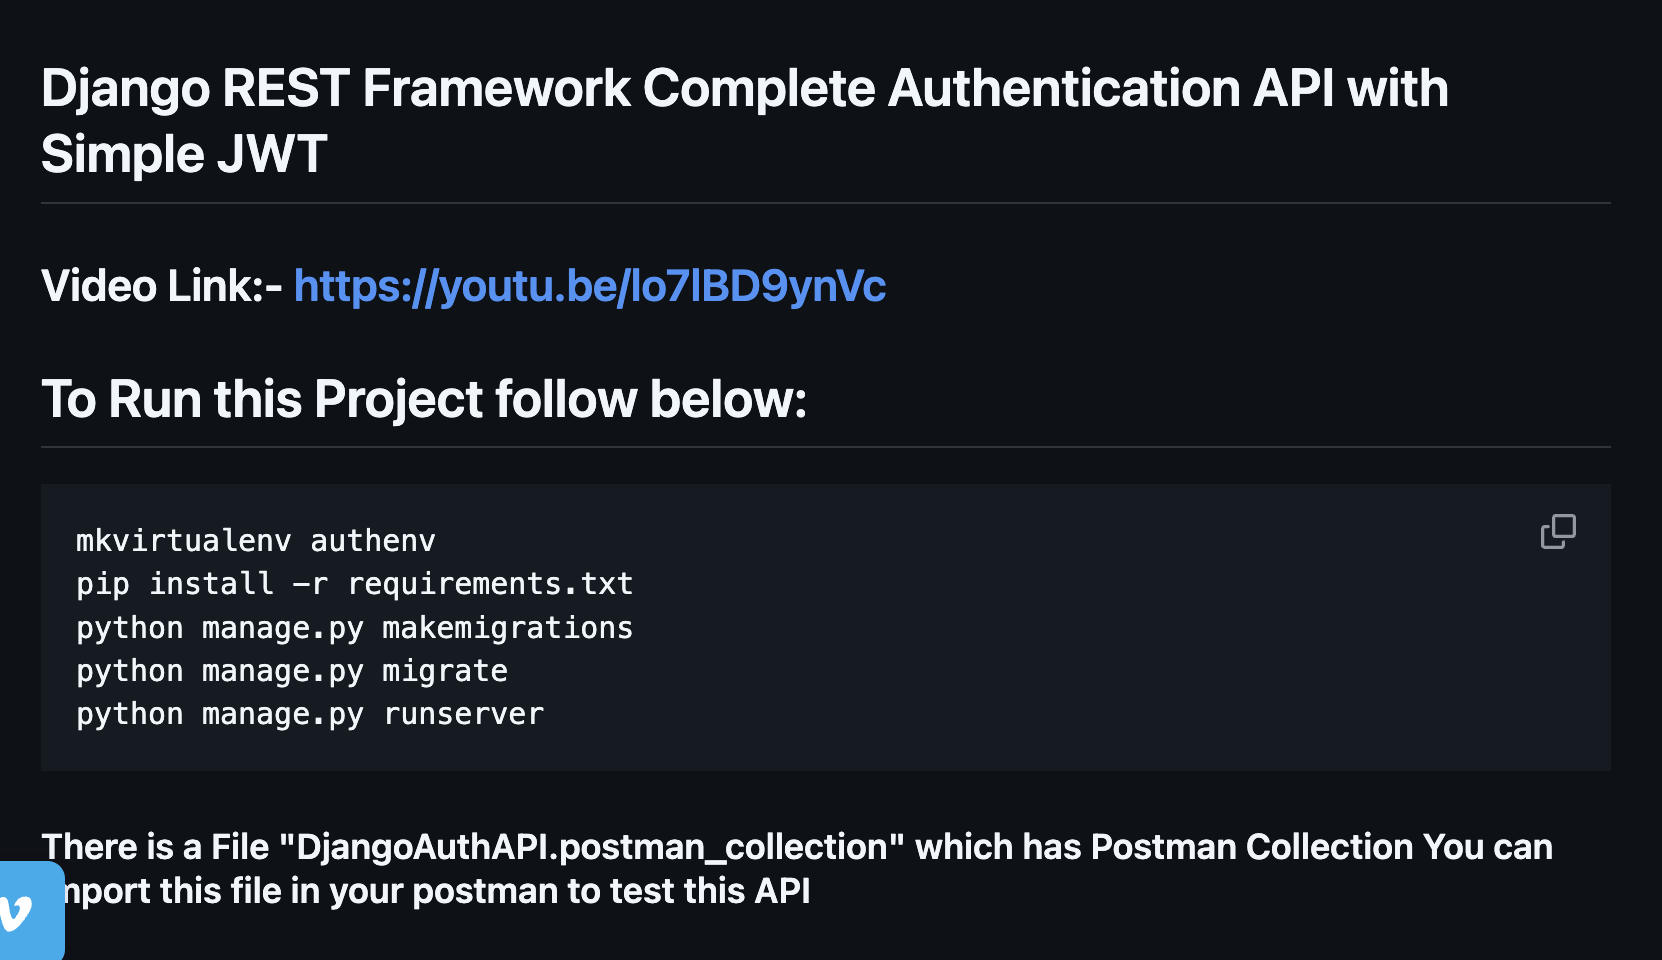 Django REST Framework Complete Authentication API with
Simple JWT
Video Link:- https://youtu.be/lo7lBD9ynVc
To Run this Project follow below:
mkvirtualenv authenv
pip install -r requirements.txt
python manage.py makemigrations
python manage.py migrate
python manage.py runserver
There is a File "DjangoAuthAPI.postman_collection" which has Postman Collection You can
mport this file in your postman to test this API